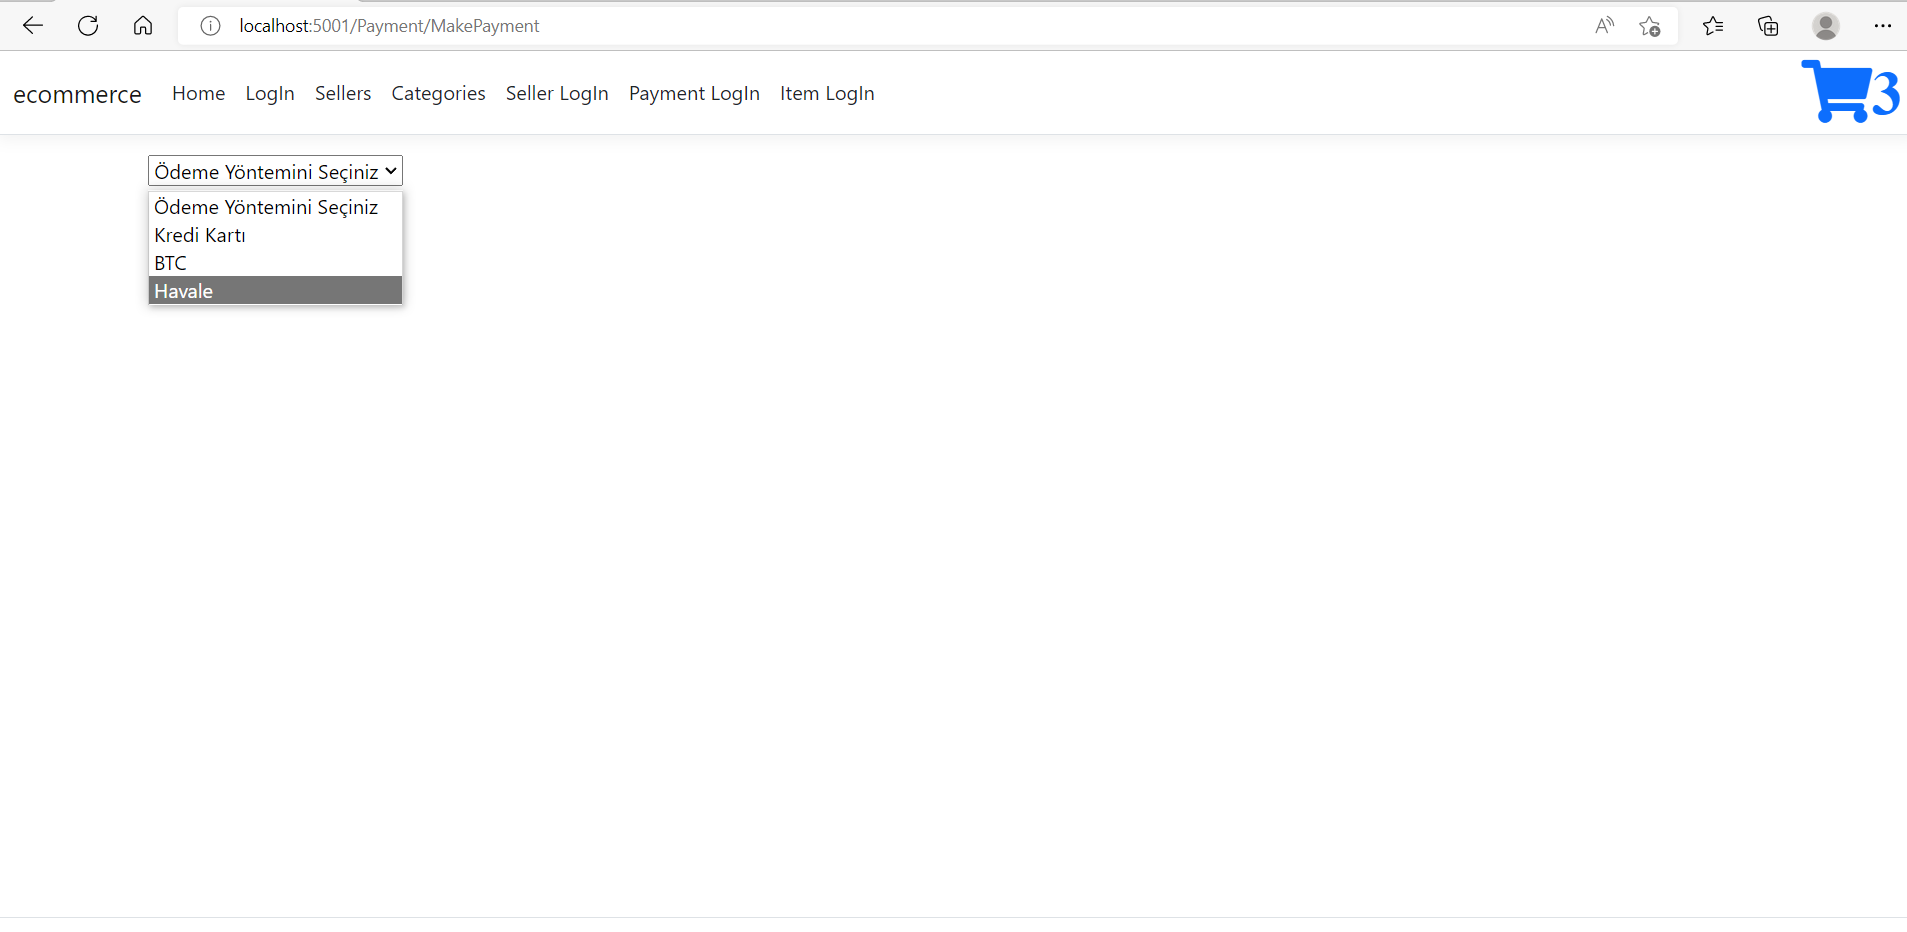 localhost:5001/Payment/MakePayment
ecommerce Home LogIn Sellers Categories Seller LogIn Payment LogIn Item LogIn 3
Ödeme Yöntemini Seçiniz
Ödeme Yöntemini Seçiniz
Kredi Kartı
BTC
Havale